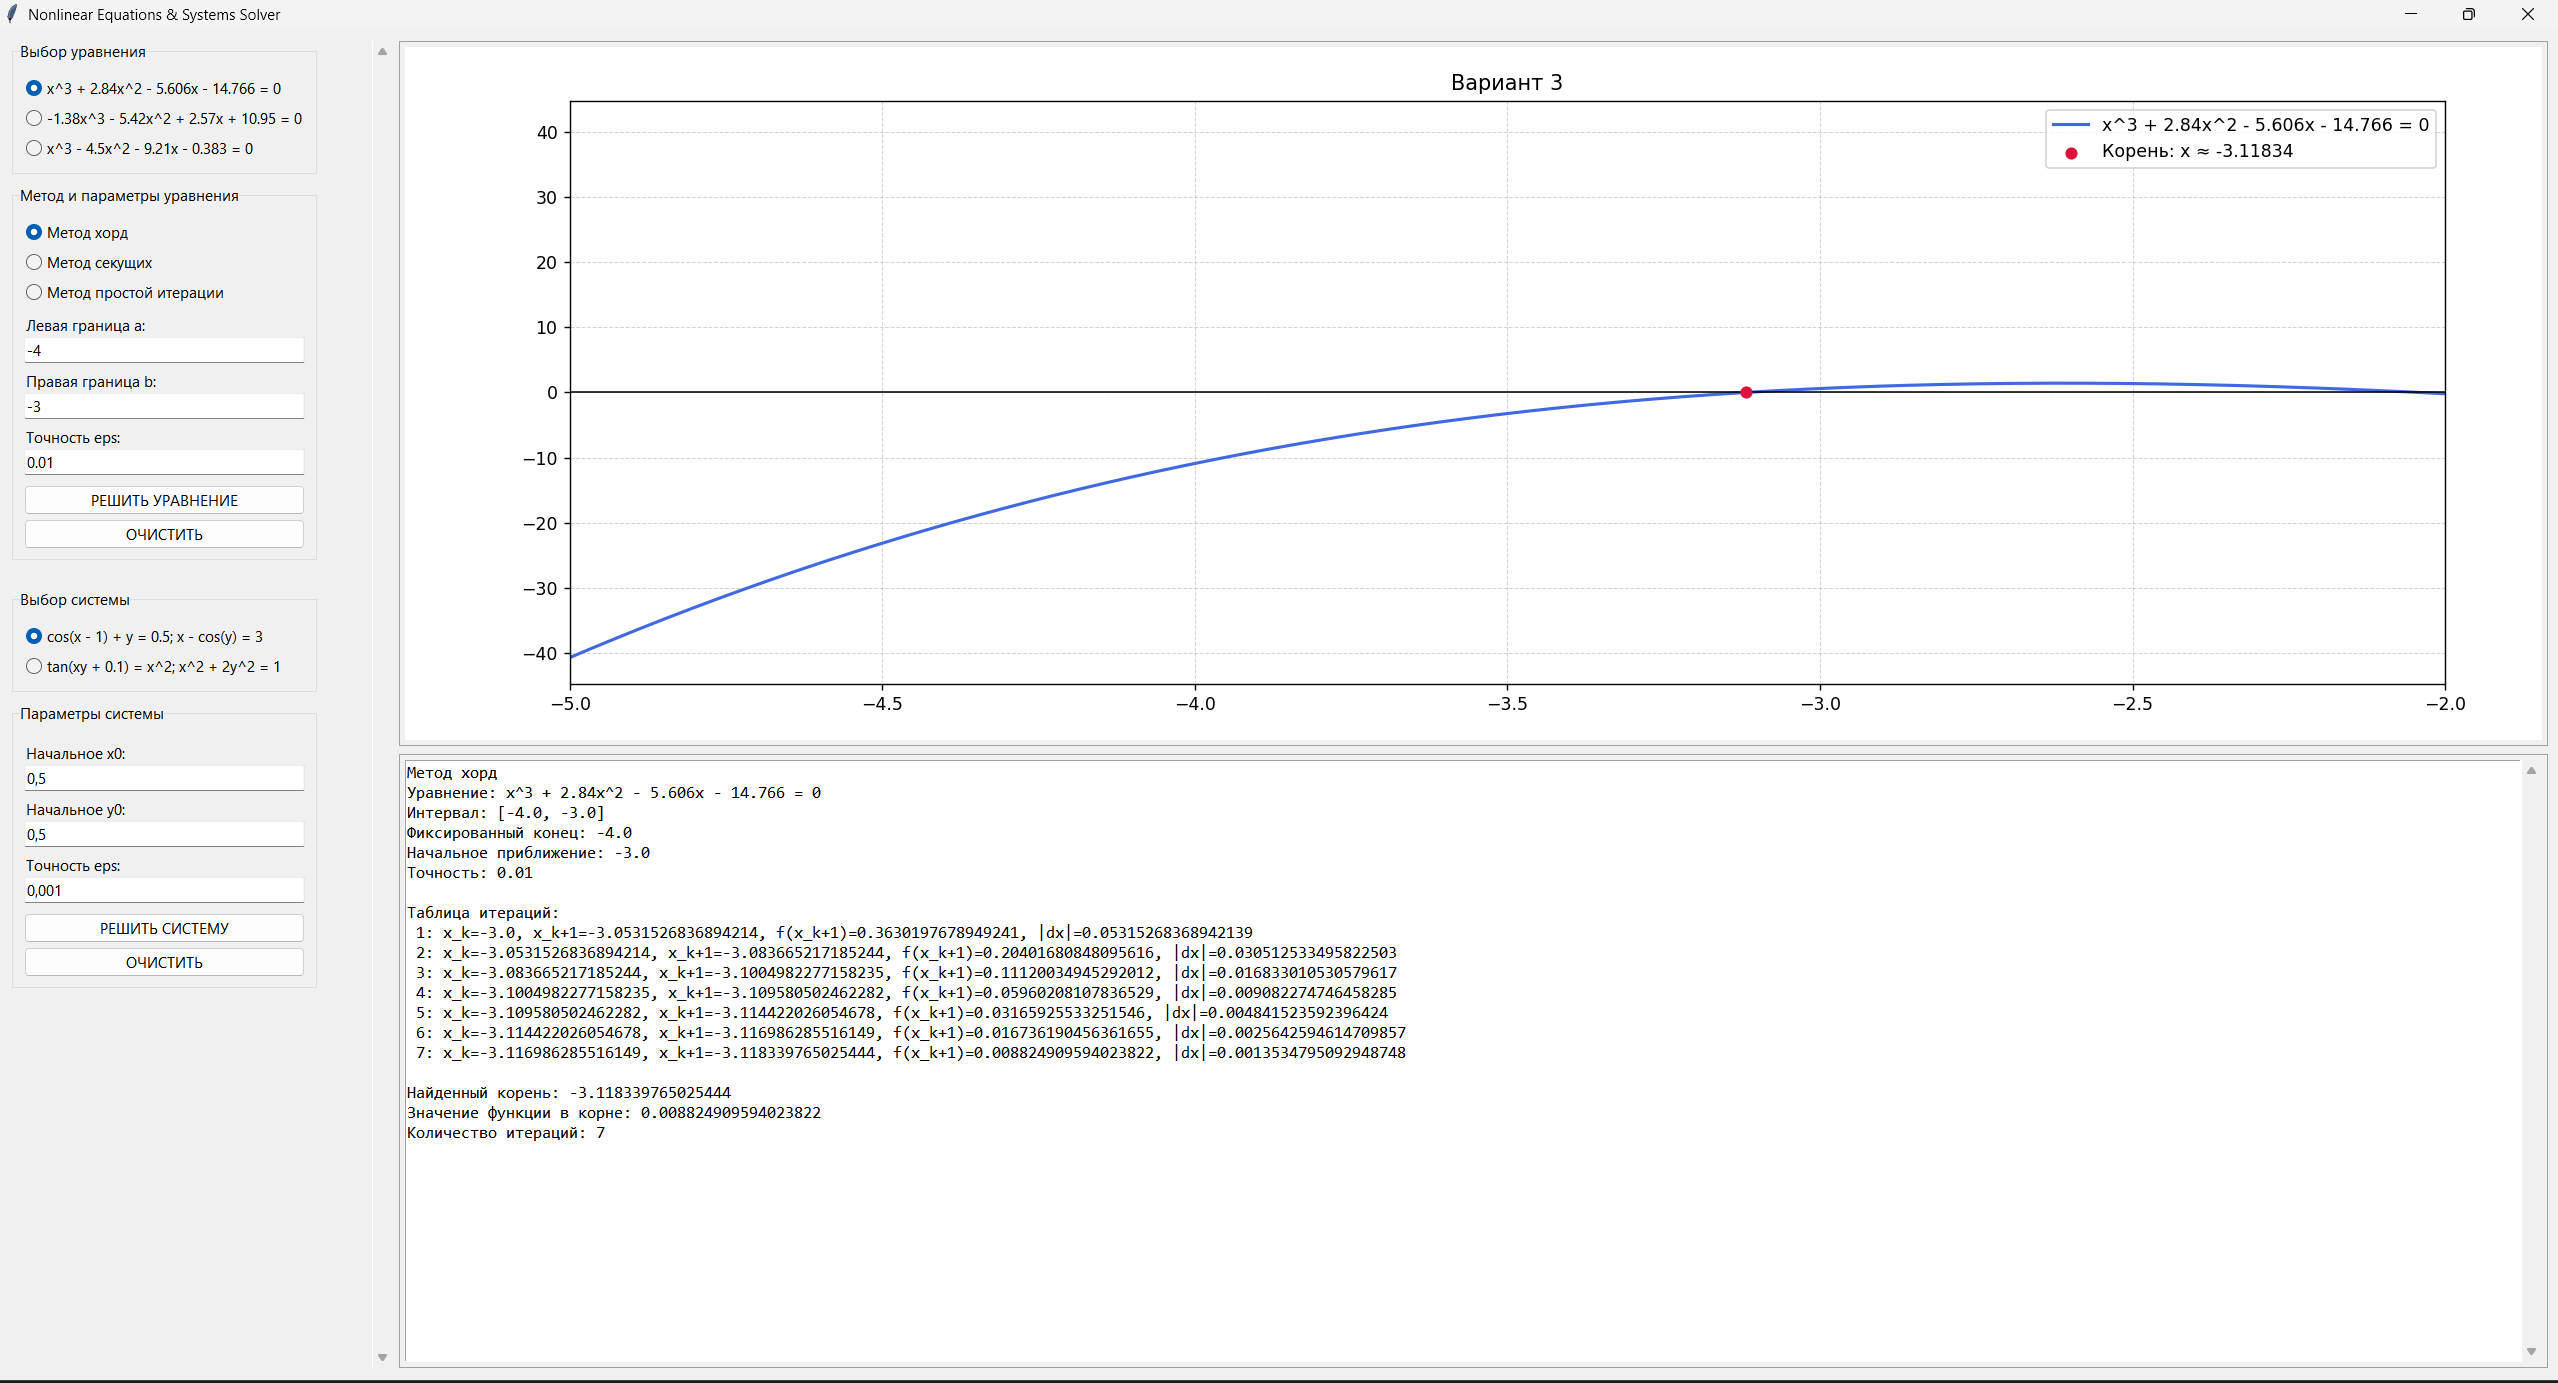 Nonlinear Equations & Systems Solver
Выбор уравнения
x^3 + 2.84x^2 - 5.606x - 14.766 = 0
-1.38x^3 - 5.42x^2 + 2.57x + 10.95 = 0
x^3 - 4.5x^2 - 9.21x - 0.383 = 0
Метод и параметры уравнения
Метод хорд
Метод секущих
Метод простой итерации
Левая граница a:
-4
Правая граница b:
-3
Точность eps:
0.01
РЕШИТЬ УРАВНЕНИЕ
ОЧИСТИТЬ
Выбор системы
cos(x - 1) + y = 0.5; x - cos(y) = 3
tan(xy + 0.1) = x^2; x^2 + 2y^2 = 1
Параметры системы
Начальное x0:
0,5
Начальное y0:
0,5
Точность eps:
0,001
РЕШИТЬ СИСТЕМУ
ОЧИСТИТЬ
Вариант 3
x^3 + 2.84x^2 - 5.606x - 14.766 = 0
Корень: x ≈ -3.11834
40
30
20
10
0
−10
−20
−30
−40
−5.0 −4.5 −4.0 −3.5 −3.0 −2.5 −2.0
Метод хорд
Уравнение: x^3 + 2.84x^2 - 5.606x - 14.766 = 0
Интервал: [-4.0, -3.0]
Фиксированный конец: -4.0
Начальное приближение: -3.0
Точность: 0.01
Таблица итераций:
1: x_k=-3.0, x_k+1=-3.0531526836894214, f(x_k+1)=0.3630197678949241, |dx|=0.05315268368942139
2: x_k=-3.0531526836894214, x_k+1=-3.083665217185244, f(x_k+1)=0.20401680848095616, |dx|=0.030512533495822503
3: x_k=-3.083665217185244, x_k+1=-3.1004982277158235, f(x_k+1)=0.11120034945292012, |dx|=0.016833010530579617
4: x_k=-3.1004982277158235, x_k+1=-3.109580502462282, f(x_k+1)=0.05960208107836529, |dx|=0.009082274746458285
5: x_k=-3.109580502462282, x_k+1=-3.114422026054678, f(x_k+1)=0.03165925533251546, |dx|=0.004841523592396424
6: x_k=-3.114422026054678, x_k+1=-3.116986285516149, f(x_k+1)=0.016736190456361655, |dx|=0.0025642594614709857
7: x_k=-3.116986285516149, x_k+1=-3.118339765025444, f(x_k+1)=0.008824909594023822, |dx|=0.0013534795092948748
Найденный корень: -3.118339765025444
Значение функции в корне: 0.008824909594023822
Количество итераций: 7